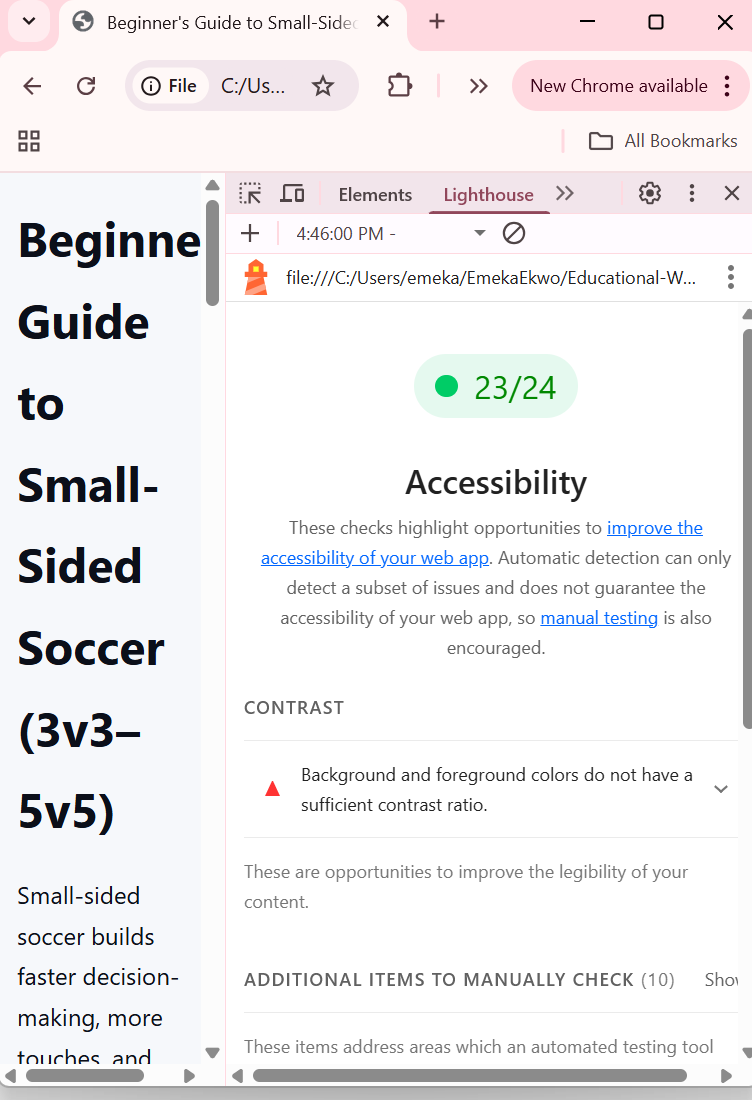 Beginner's Guide to Small-Sided
File
C:/Us...
New Chrome available
All Bookmarks
Beginne
Guide
to
Small-
Sided
Soccer
(3v3–
5v5)
Small-sided
soccer builds
faster decision-
making, more
touches, and
Elements
Lighthouse
4:46:00 PM -
file:///C:/Users/emeka/EmekaEkwo/Educational-W...
23/24
Accessibility
These checks highlight opportunities to improve the
accessibility of your web app. Automatic detection can only
detect a subset of issues and does not guarantee the
accessibility of your web app, so manual testing is also
encouraged.
CONTRAST
Background and foreground colors do not have a
sufficient contrast ratio.
These are opportunities to improve the legibility of your
content.
ADDITIONAL ITEMS TO MANUALLY CHECK (10)
Show
These items address areas which an automated testing tool